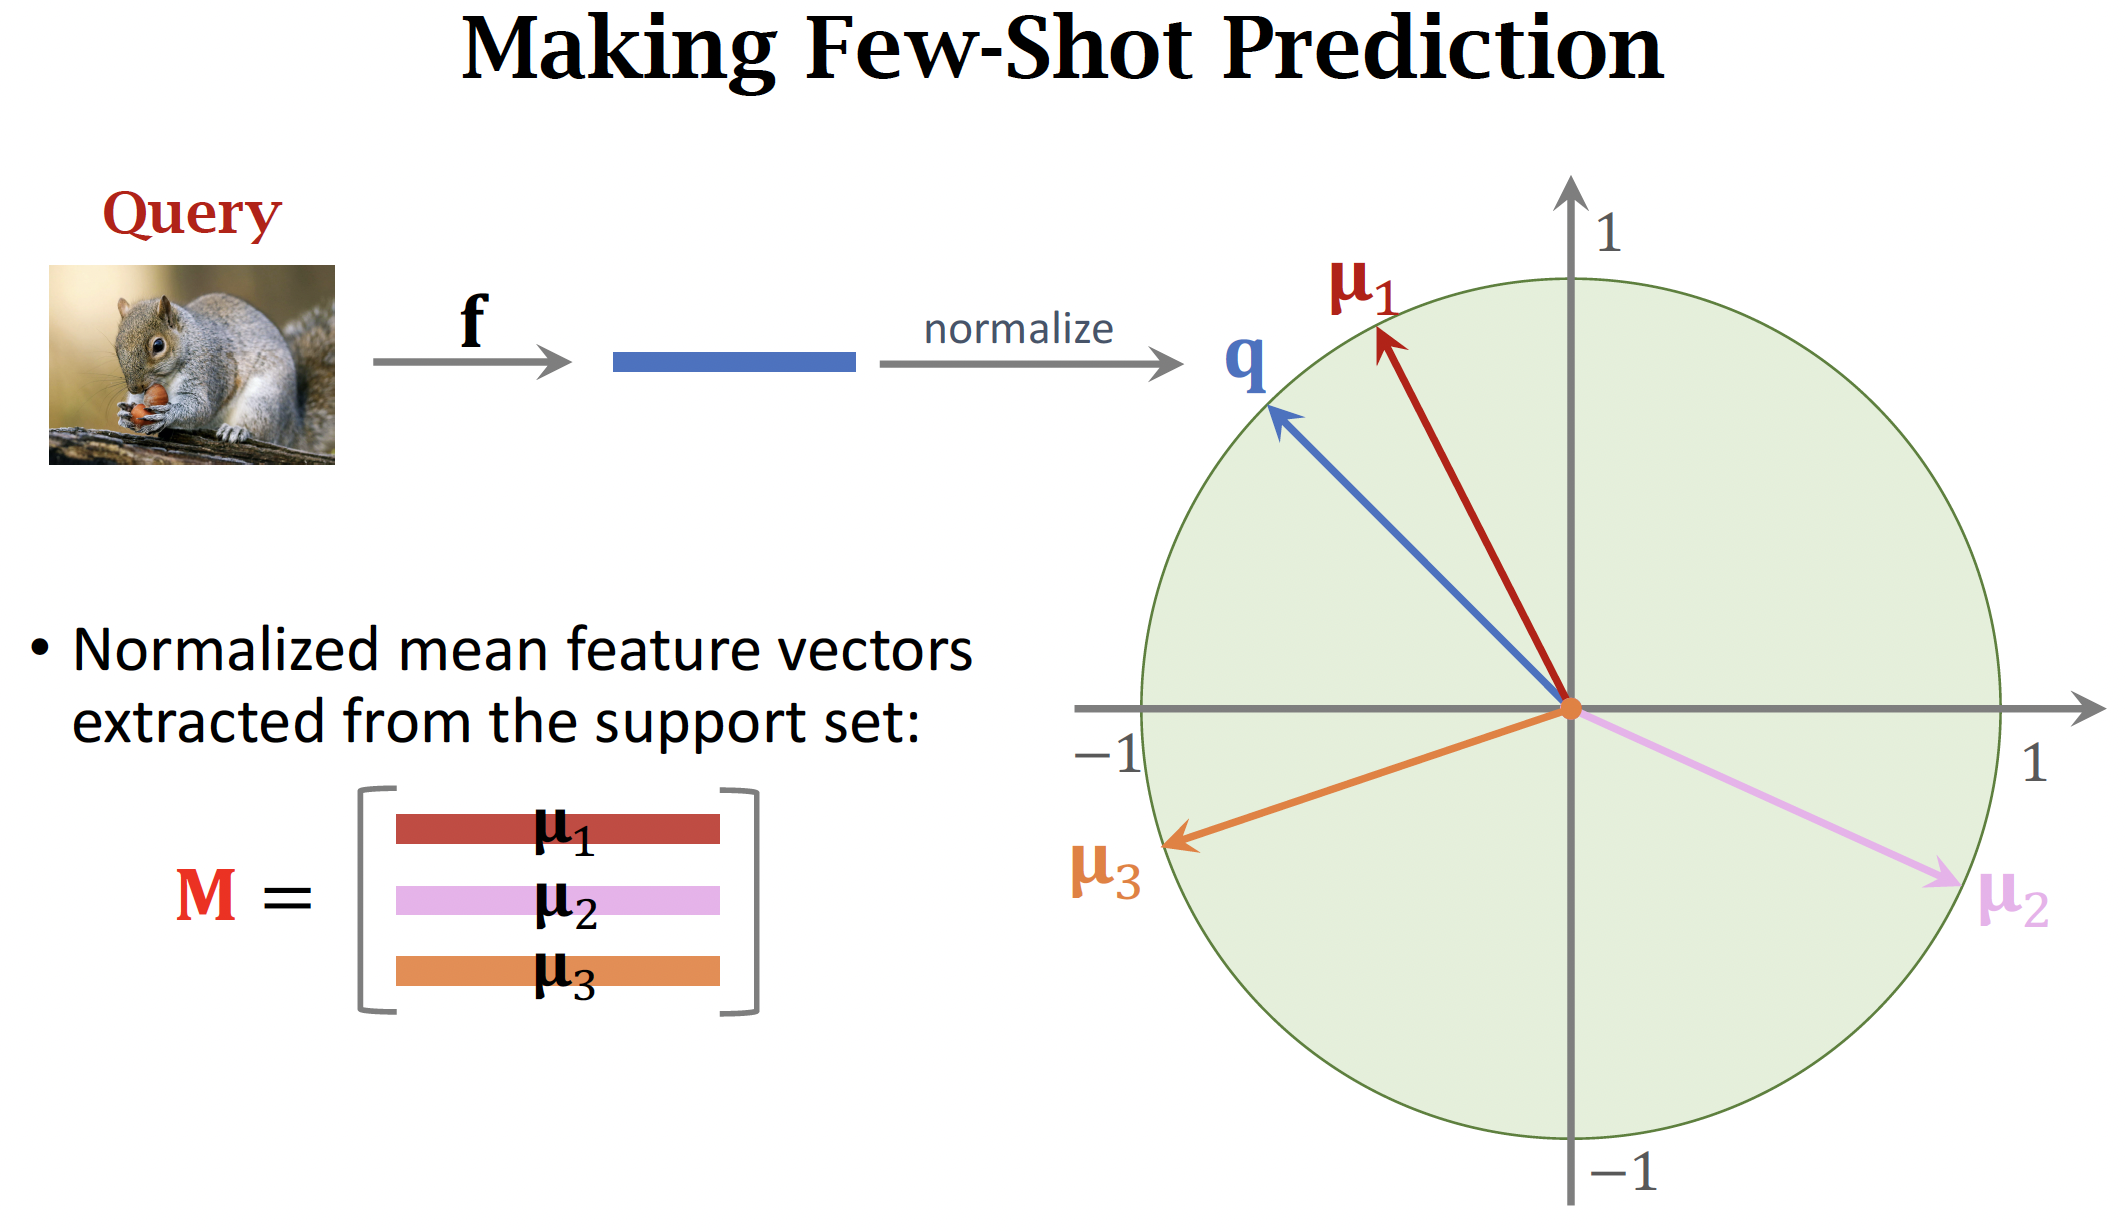 Making Few-Shot Prediction
Query
f
normalize
q
μ1
1
−1
1
μ3
μ2
−1
• Normalized mean feature vectors
extracted from the support set:
M =
μ1
μ2
μ3